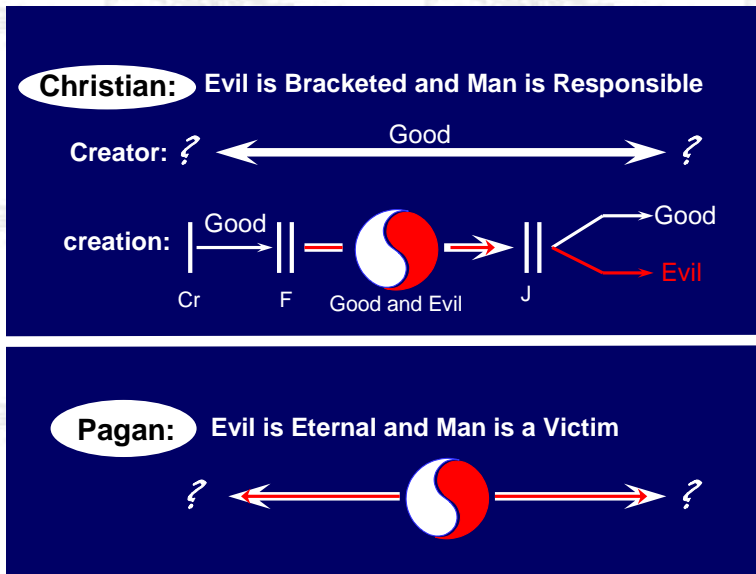 Christian: Evil is Bracketed and Man is Responsible
Good
Creator: ? ?
creation: Good Good
Evil
Cr F Good and Evil J
Pagan: Evil is Eternal and Man is a Victim
? ?